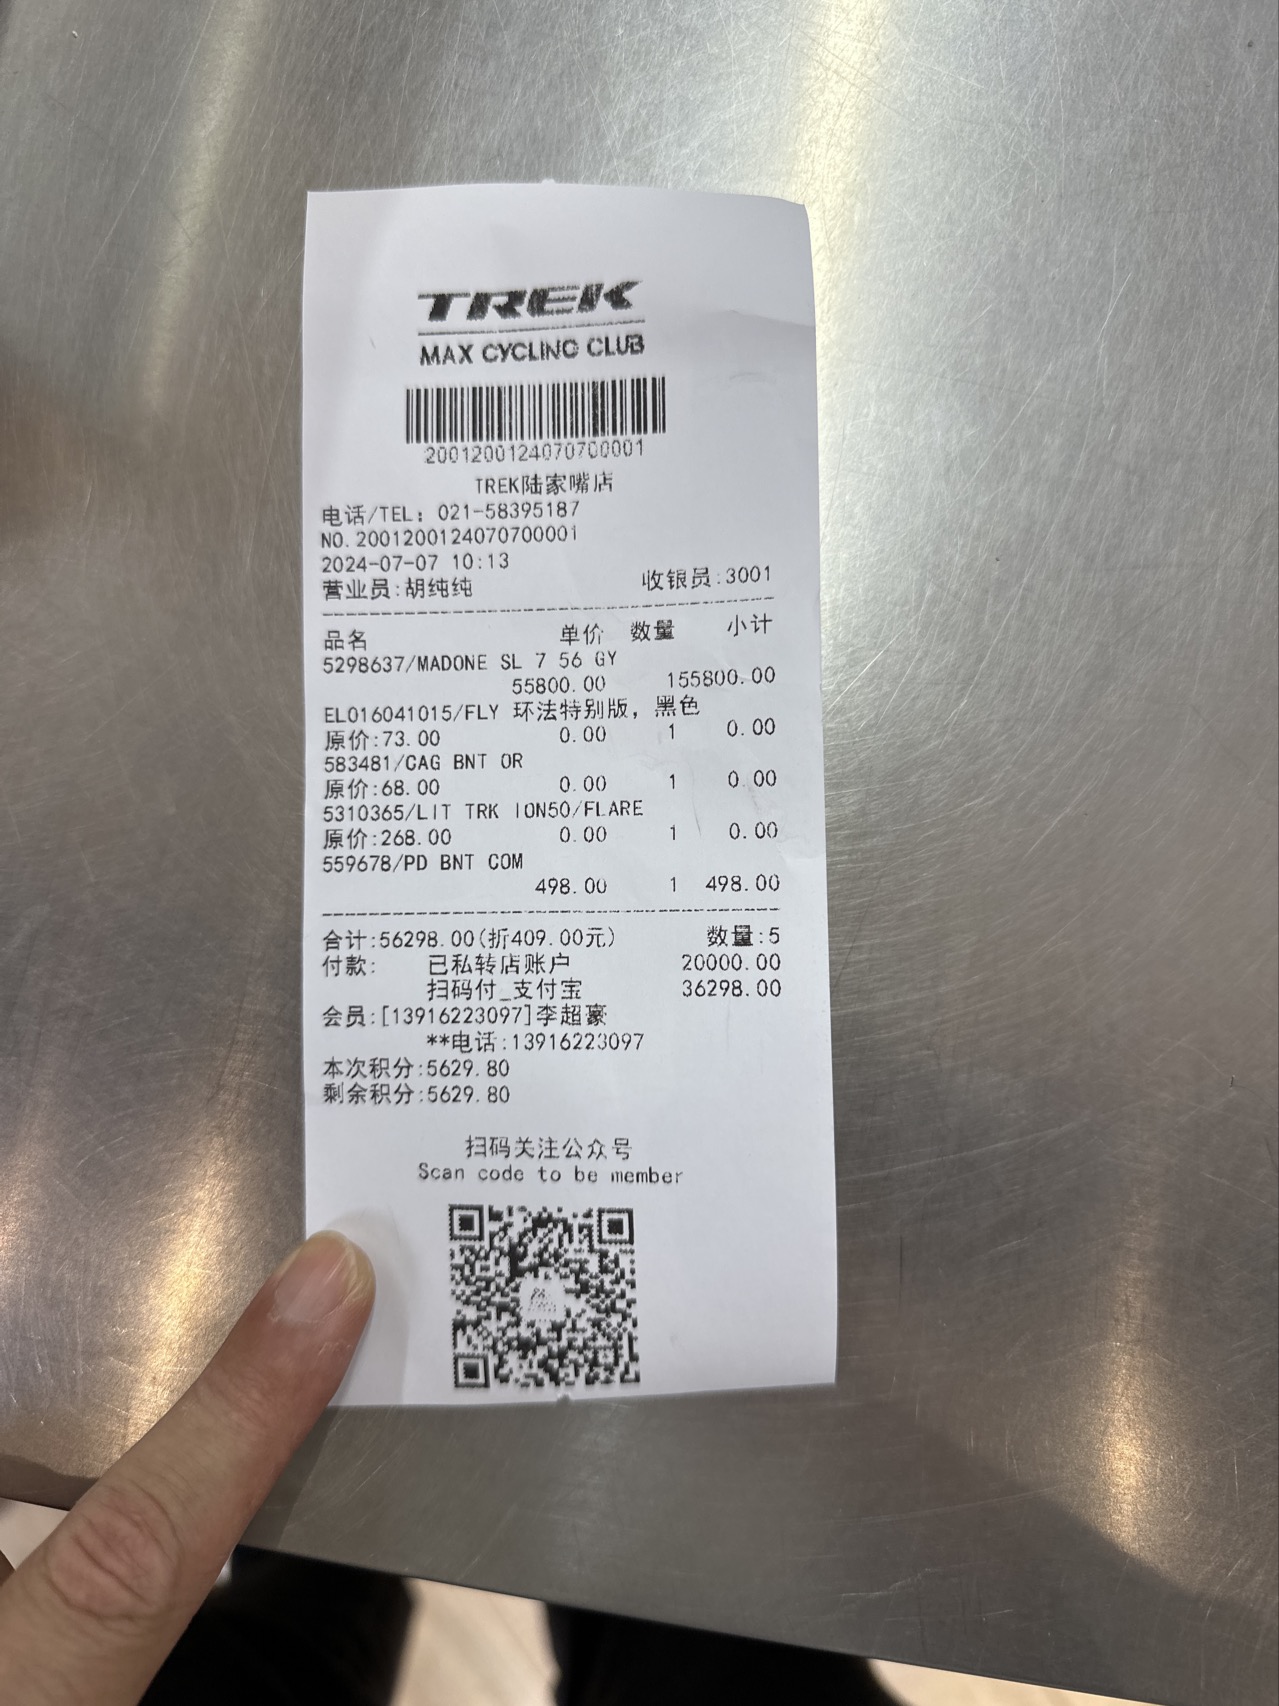 TREK
MAX CYCLING CLUB
2001200124070700001
TREK陆家嘴店
电话/TEL: 021-58395187
NO.2001200124070700001
2024-07-07 10:13
营业员:胡纯纯 收银员:3001
品名 单价 数量 小计
5298637/MADONE SL 7 56 GY
55800.00 155800.00
EL016041015/FLY 环法特别版，黑色
原价:73.00 0.00 1 0.00
583481/CAG BNT OR
原价:68.00 0.00 1 0.00
5310365/LIT TRK ION50/FLARE
原价:268.00 0.00 1 0.00
559678/PD BNT COM
498.00 1 498.00
合计:56298.00(折409.00元) 数量:5
付款: 已私转店账户 20000.00
扫码付_支付宝 36298.00
会员:[13916223097]李超豪
**电话:13916223097
本次积分:5629.80
剩余积分:5629.80
扫码关注公众号
Scan code to be member